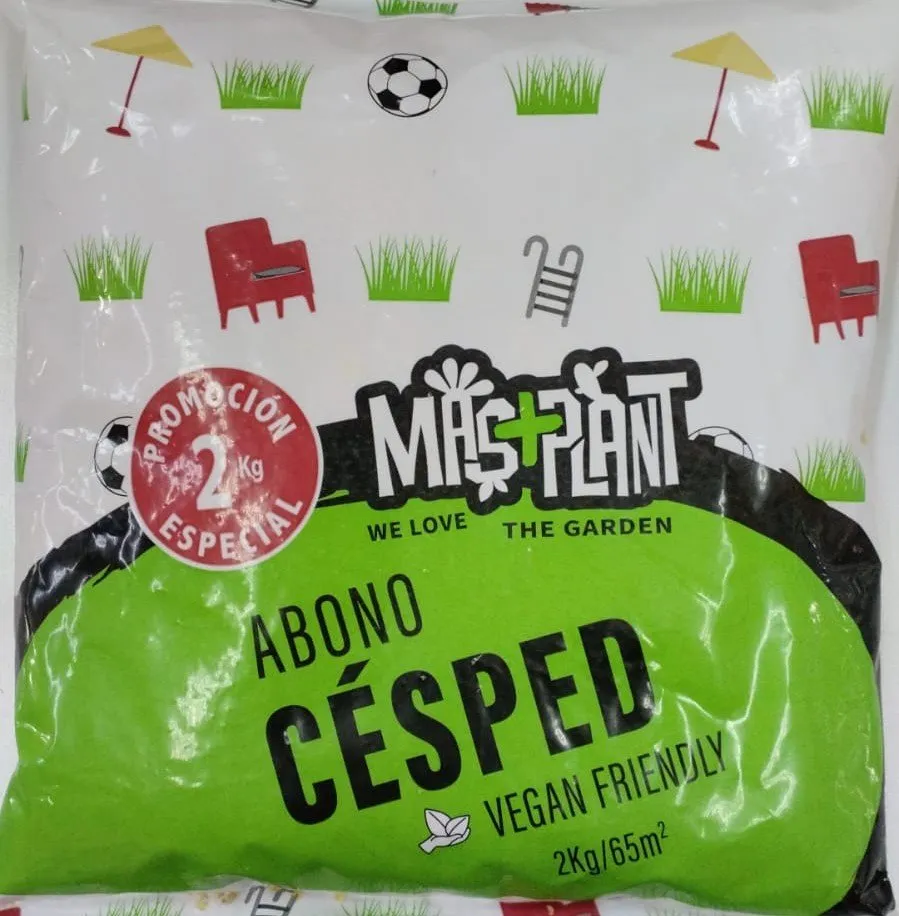 PROMOCIÓN
2 Kg
ESPECIAL
MAS+PLANT
WE LOVE THE GARDEN
ABONO
CÉSPED
VEGAN FRIENDLY
2Kg/65m²